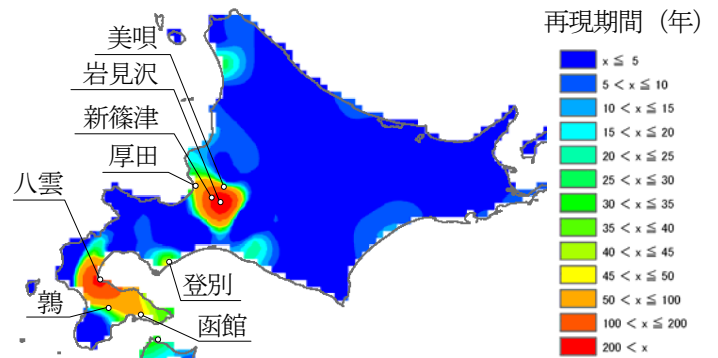 再現期間 (年)
美唄
岩見沢
新篠津
厚田
八雲
鶉
登別
函館
x ≦ 5
5 < x ≦ 10
10 < x ≦ 15
15 < x ≦ 20
20 < x ≦ 25
25 < x ≦ 30
30 < x ≦ 35
35 < x ≦ 40
40 < x ≦ 45
45 < x ≦ 50
50 < x ≦ 100
100 < x ≦ 200
200 < x